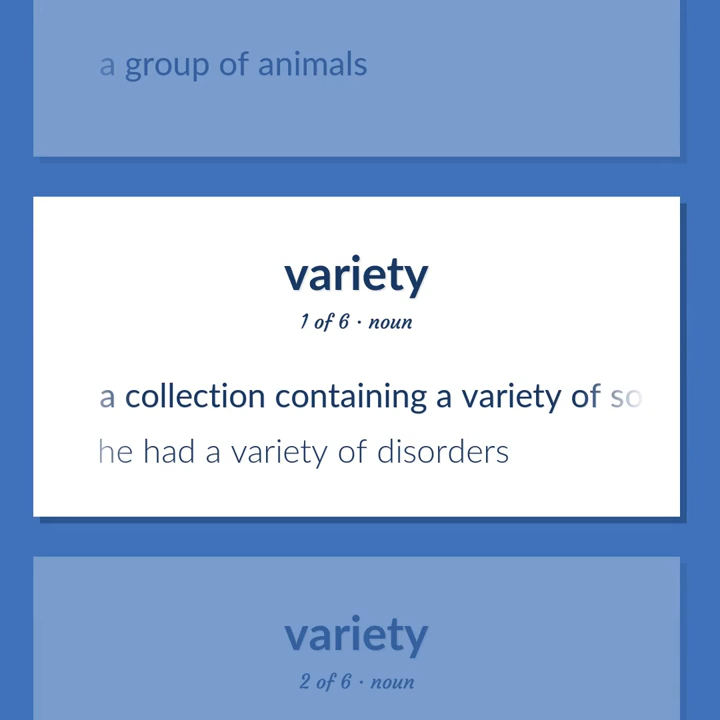 a group of animals
variety
1 of 6 · noun
a collection containing a variety of so
he had a variety of disorders
variety
2 of 6 · noun